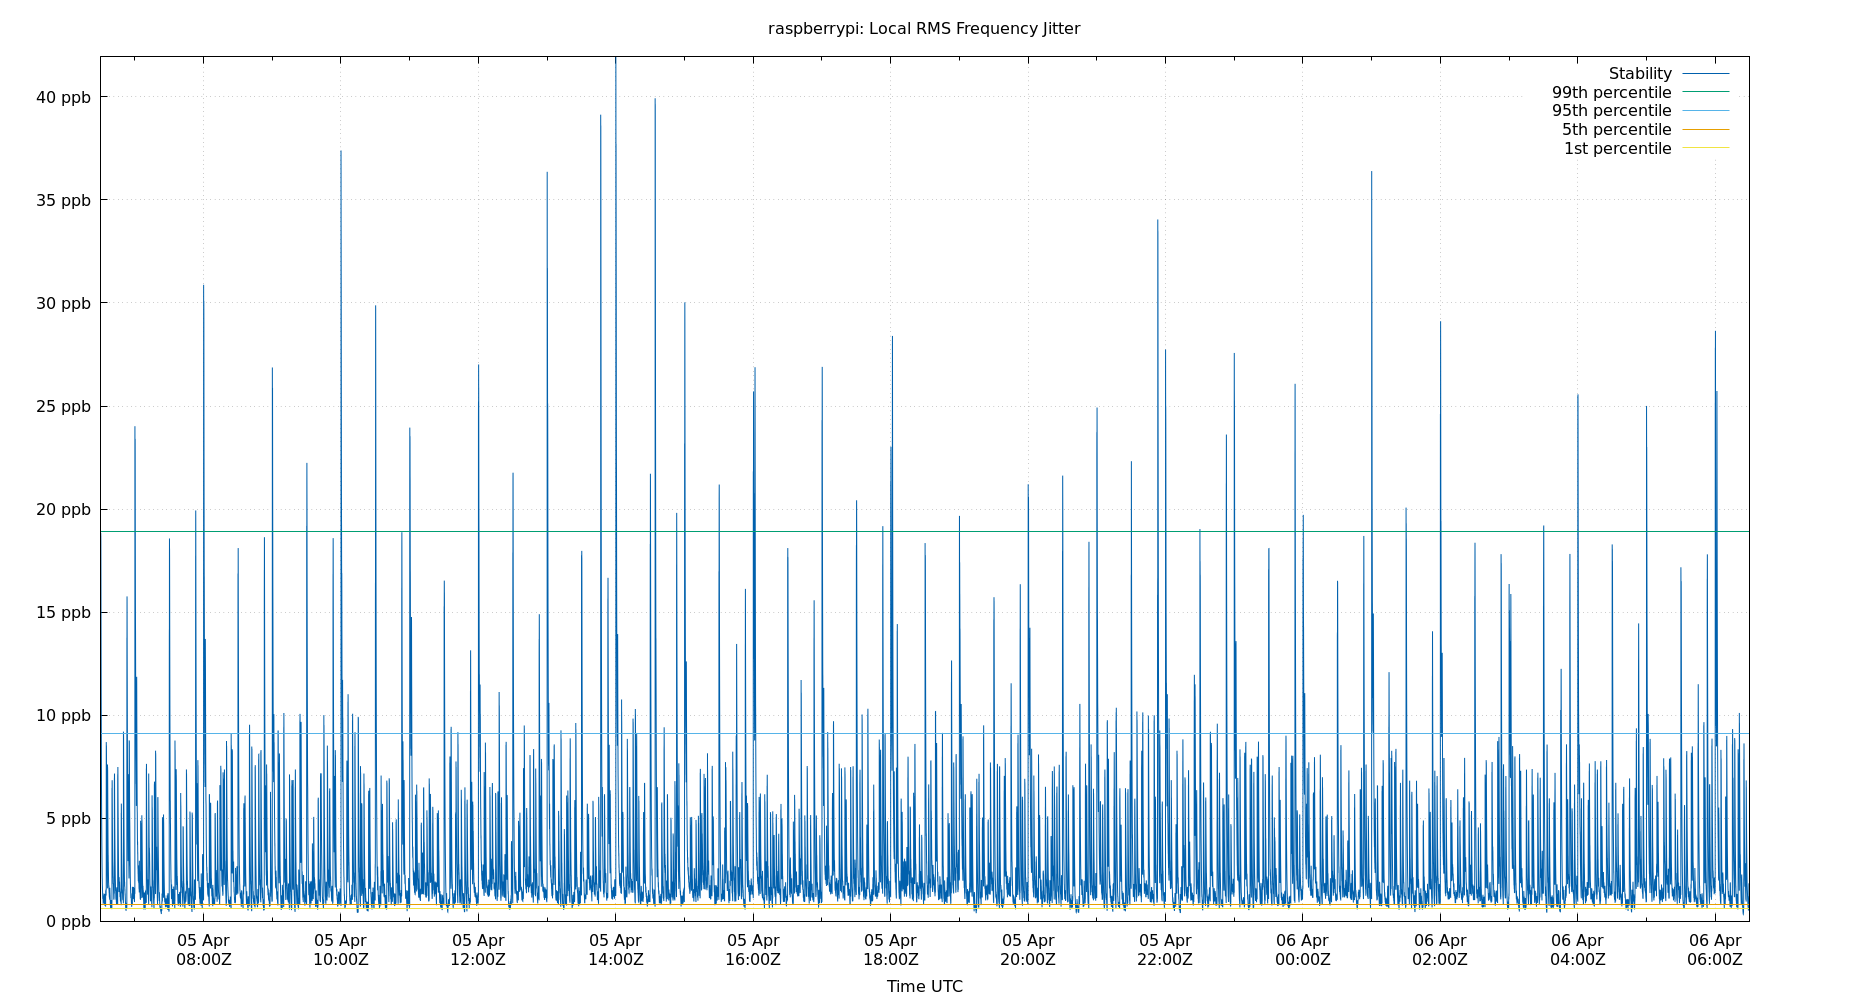 raspberrypi: Local RMS Frequency Jitter
Stability
99th percentile
95th percentile
5th percentile
1st percentile
40 ppb
35 ppb
30 ppb
25 ppb
20 ppb
15 ppb
10 ppb
5 ppb
0 ppb
05 Apr 05 Apr 05 Apr 05 Apr 05 Apr 05 Apr 05 Apr 05 Apr 06 Apr 06 Apr 06 Apr 06 Apr
08:00Z 10:00Z 12:00Z 14:00Z 16:00Z 18:00Z 20:00Z 22:00Z 00:00Z 02:00Z 04:00Z 06:00Z
Time UTC